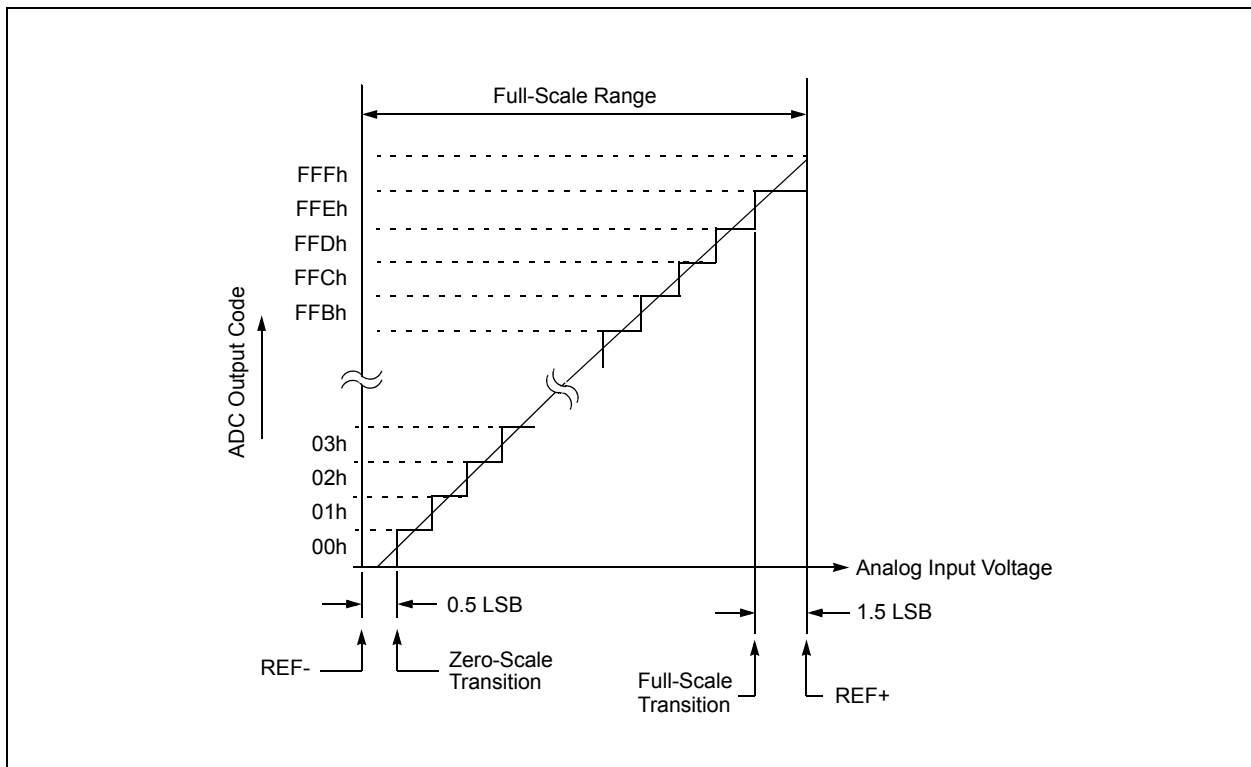 Full-Scale Range
FFFh
FFEh
FFDh
FFCh
FFBh
ADC Output Code
03h
02h
01h
00h
Analog Input Voltage
0.5 LSB
1.5 LSB
REF-
Zero-Scale
Transition
Full-Scale
Transition
REF+